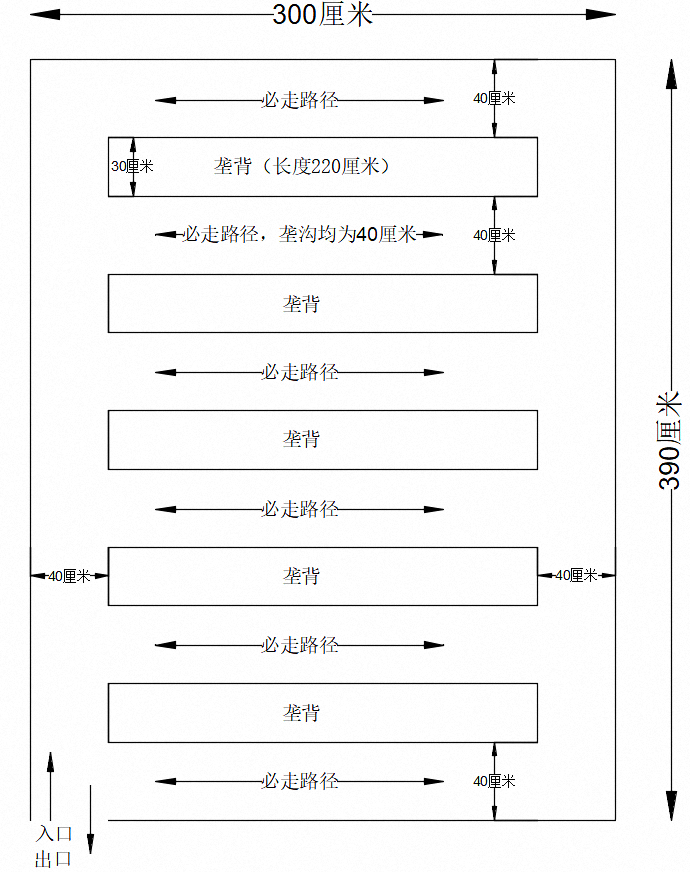 300厘米
必走路径
40厘米
30厘米
垄背（长度220厘米）
必走路径，垄沟均为40厘米
40厘米
垄背
必走路径
390厘米
垄背
必走路径
40厘米
垄背
40厘米
必走路径
垄背
必走路径
40厘米
入口
出口